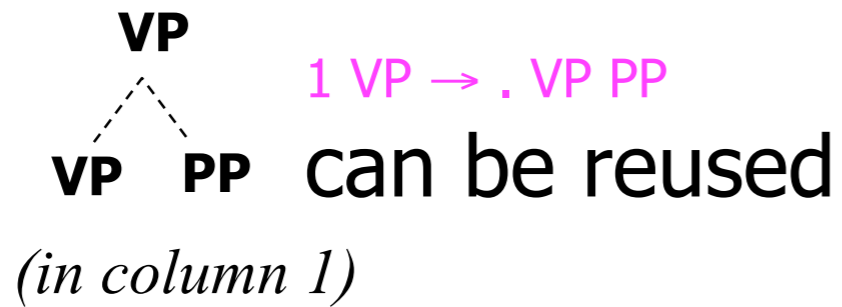 VP
1 VP → . VP PP
VP PP can be reused
(in column 1)